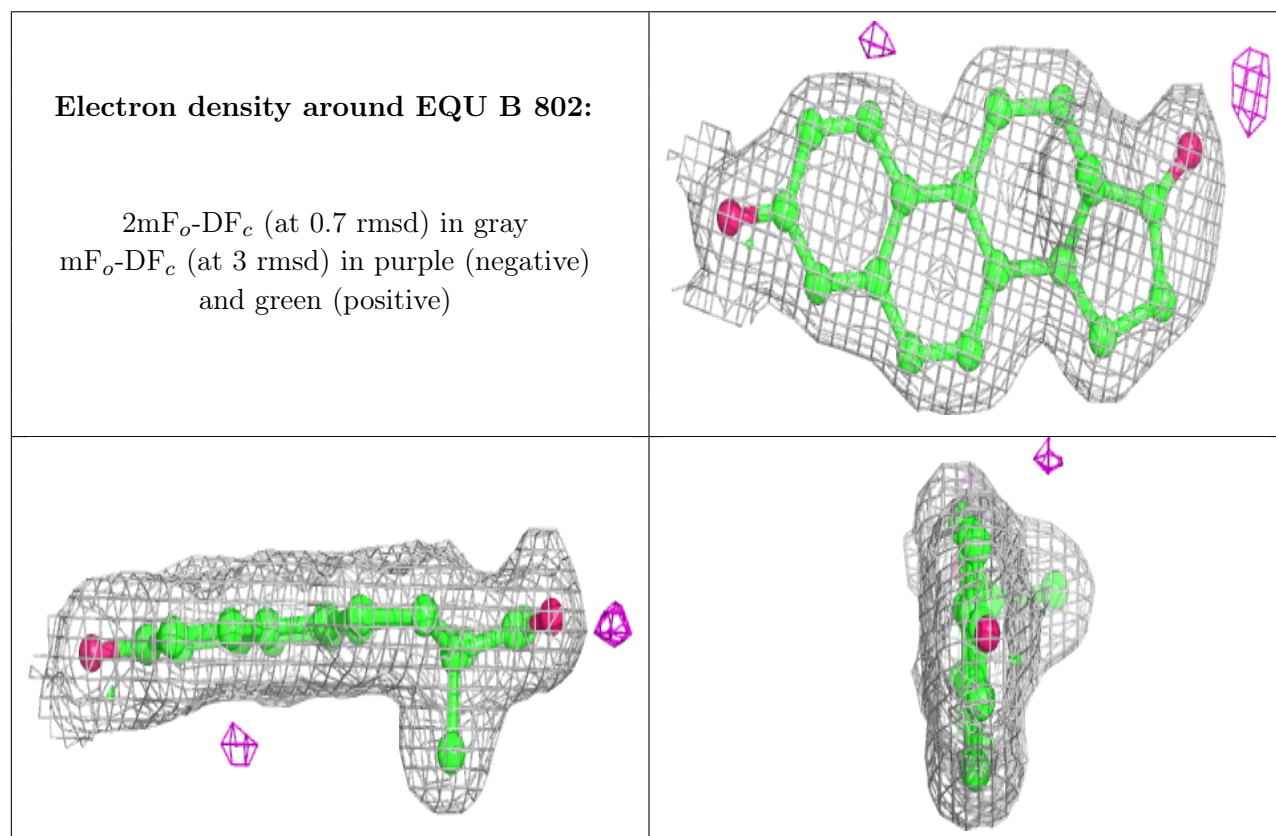 Electron density around EQU B 802:
2mFo-DFc (at 0.7 rmsd) in gray
mFo-DFc (at 3 rmsd) in purple (negative)
and green (positive)